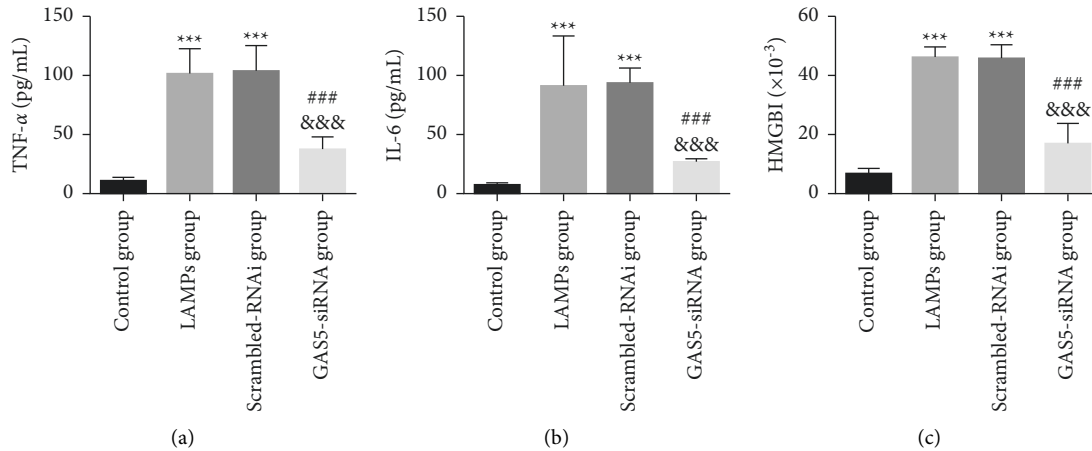 150
100
50
0
TNF-α (pg/mL)
***
***
###
&&&
Control group
LAMPs group
Scrambled-RNAi group
GAS5-siRNA group
(a)
150
100
50
0
IL-6 (pg/mL)
***
***
###
&&&
Control group
LAMPs group
Scrambled-RNAi group
GAS5-siRNA group
(b)
60
40
20
0
HMGBI (×10⁻³)
***
***
###
&&&
Control group
LAMPs group
Scrambled-RNAi group
GAS5-siRNA group
(c)